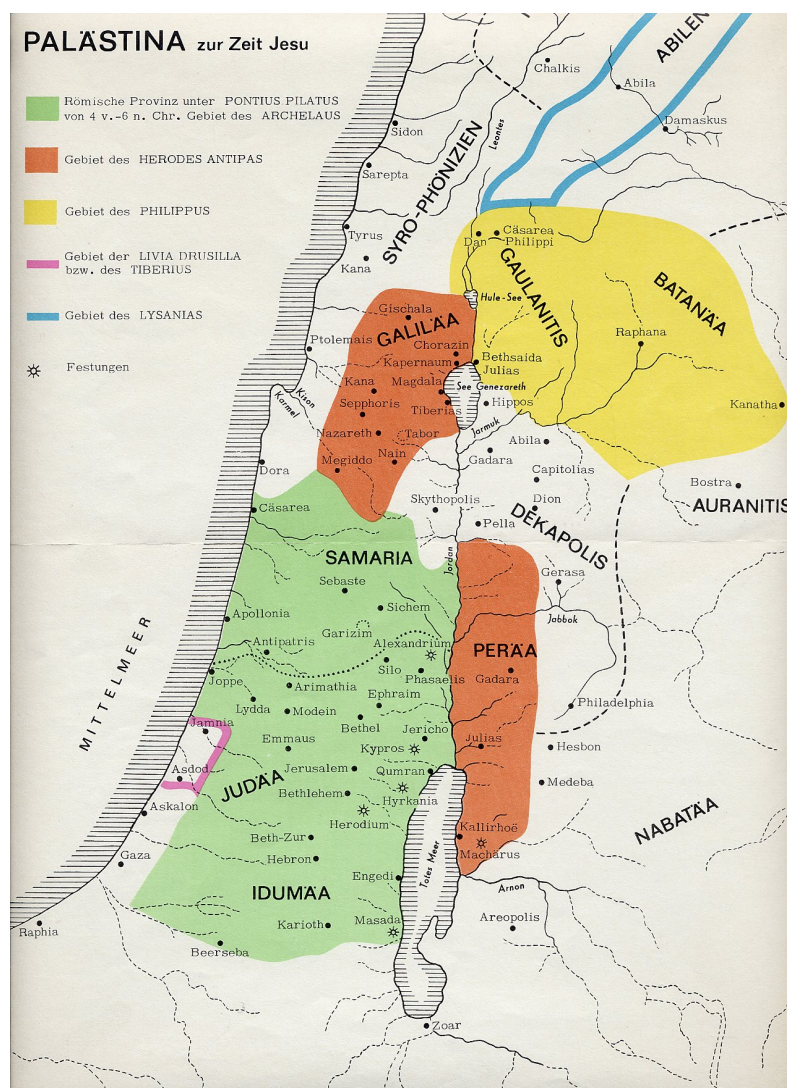 PALÄSTINA zur Zeit Jesu
Römische Provinz unter PONTIUS PILATUS
von 4 v.-6 n. Chr. Gebiet des ARCHELAUS
Gebiet des HERODES ANTIPAS
Gebiet des PHILIPPUS
Gebiet der LIVIA DRUSILLA
bzw. des TIBERIUS
Gebiet des LYSANIAS
Festungen
ABILEN
Chalkis
Abila
Damaskus
Sidon
Leontes
Sarepta
SYRO-PHÖNIZIEN
Tyrus
Kana
Dan
Cäsarea
Philippi
GAULANITIS
BATANÄA
Hule-See
Gischala
GALILÄA
Raphana
Ptolemais
Chorazin
Kapernaum
Bethsaida
Julias
Kana
Magdala
See Genezareth
Kison
Karmel
Sepphoris
Tiberias
Hippos
Kanatha
Nazareth
Tabor
Jarmuk
Abila
Nain
Gadara
Megiddo
Dora
Capitolias
Bostra
Skythopolis
Dion
AURANITIS
Cäsarea
Pella
DEKAPOLIS
SAMARIA
Jordan
Sebaste
Gerasa
Sichem
Apollonia
Jabbok
Garizim
Alexandrium
Antipatris
PERÄA
MITTELMEER
Silo
Phasaelis
Gadara
Joppe
Arimathia
Lydda
Modein
Ephraim
Philadelphia
Bethel
Jamnia
Jericho
Emmaus
Kypros
Julias
Hesbon
Jerusalem
Qumran
Asdod
JUDÄA
Medeba
Bethlehem
Hyrkania
Askalon
Herodium
NABATÄA
Kallirhoë
Beth-Zur
Totes Meer
Machärus
Gaza
Hebron
Engedi
Arnon
IDUMÄA
Masada
Areopolis
Karioth
Raphia
Beerseba
Zoar